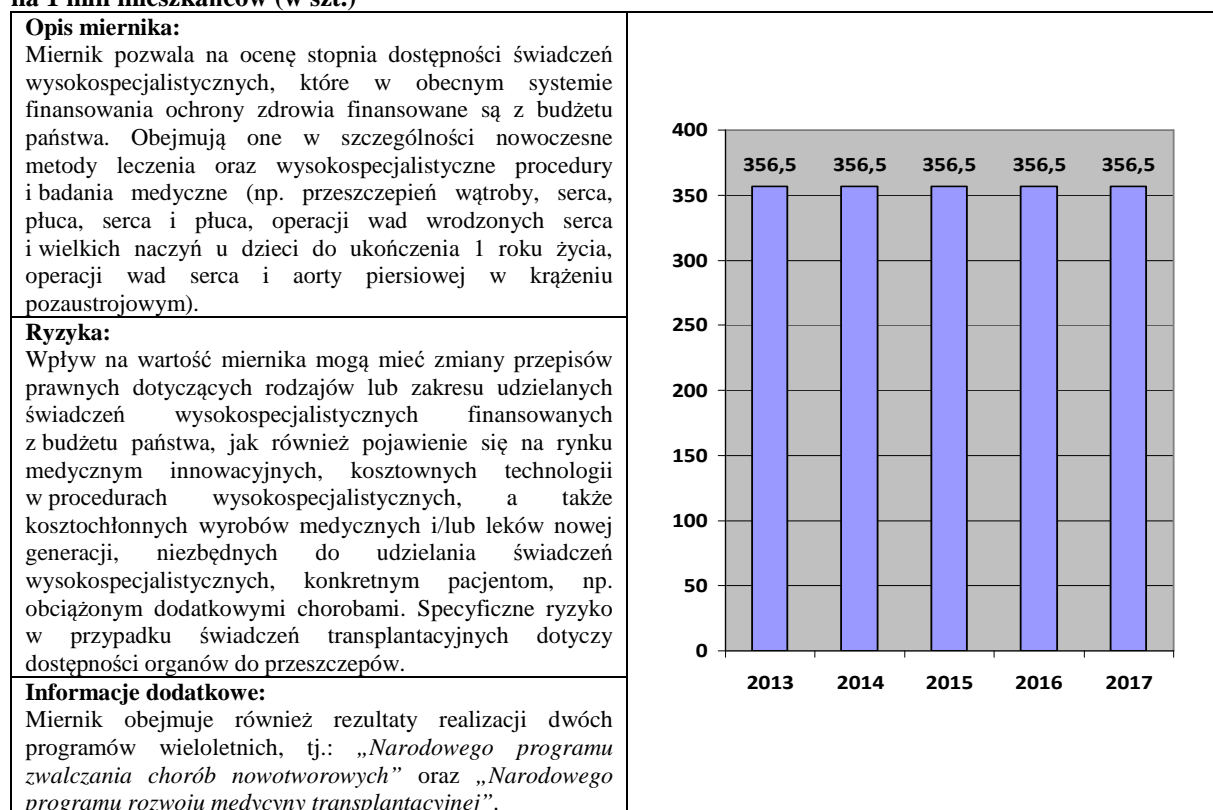 na 1 mln mieszkańców (w szt.)
Opis miernika:
Miernik pozwala na ocenę stopnia dostępności świadczeń
wysokospecjalistycznych, które w obecnym systemie
finansowania ochrony zdrowia finansowane są z budżetu
państwa. Obejmują one w szczególności nowoczesne
metody leczenia oraz wysokospecjalistyczne procedury
i badania medyczne (np. przeszczepień wątroby, serca,
płuca, serca i płuca, operacji wad wrodzonych serca
i wielkich naczyń u dzieci do ukończenia 1 roku życia,
operacji wad serca i aorty piersiowej w krążeniu
pozaustrojowym).
Ryzyka:
Wpływ na wartość miernika mogą mieć zmiany przepisów
prawnych dotyczących rodzajów lub zakresu udzielanych
świadczeń wysokospecjalistycznych finansowanych
z budżetu państwa, jak również pojawienie się na rynku
medycznym innowacyjnych, kosztownych technologii
w procedurach wysokospecjalistycznych, a także
kosztochłonnych wyrobów medycznych i/lub leków nowej
generacji, niezbędnych do udzielania świadczeń
wysokospecjalistycznych, konkretnym pacjentom, np.
obciążonym dodatkowymi chorobami. Specyficzne ryzyko
w przypadku świadczeń transplantacyjnych dotyczy
dostępności organów do przeszczepów.
Informacje dodatkowe:
Miernik obejmuje również rezultaty realizacji dwóch
programów wieloletnich, tj.: „Narodowego programu
zwalczania chorób nowotworowych” oraz „Narodowego
programu rozwoju medycyny transplantacyjnej”.
400
356,5 356,5 356,5 356,5 356,5
350
300
250
200
150
100
50
0
2013 2014 2015 2016 2017